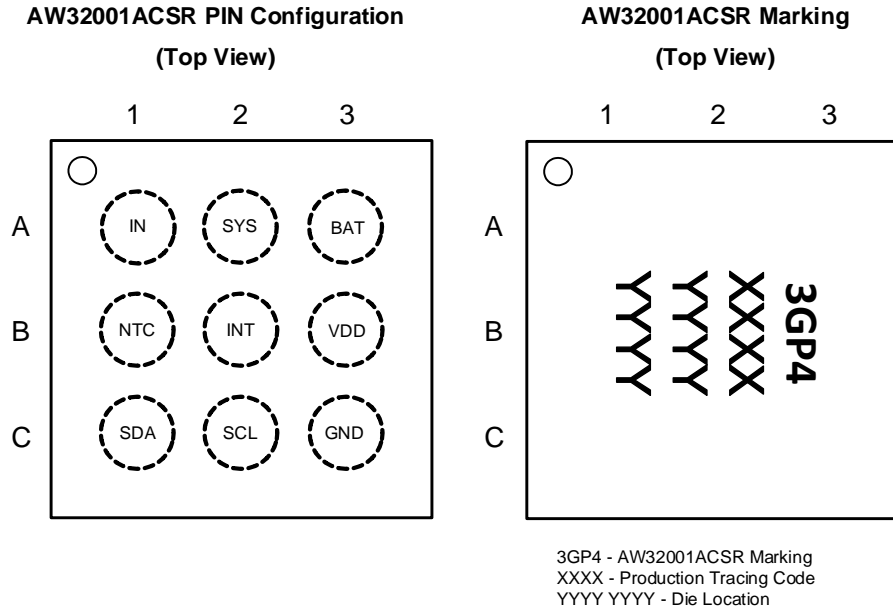 AW32001ACSR PIN Configuration
(Top View)
1 2 3
A IN SYS BAT
B NTC INT VDD
C SDA SCL GND
AW32001ACSR Marking
(Top View)
1 2 3
A
B
C
3GP4
XXXX
YYYY
YYYY
3GP4 - AW32001ACSR Marking
XXXX - Production Tracing Code
YYYY YYYY - Die Location